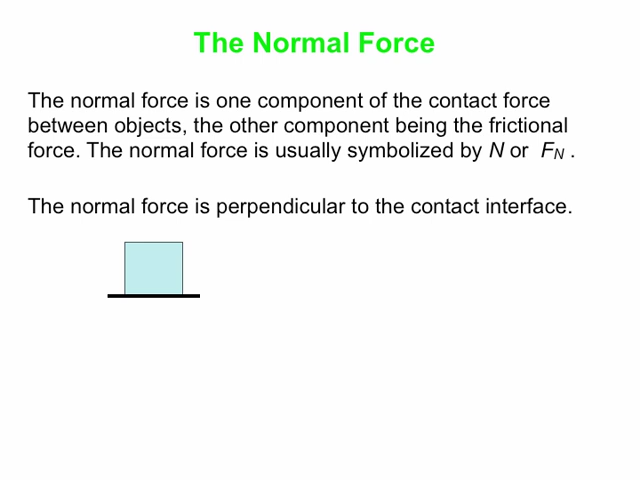 The Normal Force
The normal force is one component of the contact force
between objects, the other component being the frictional
force. The normal force is usually symbolized by N or  FN .
The normal force is perpendicular to the contact interface.